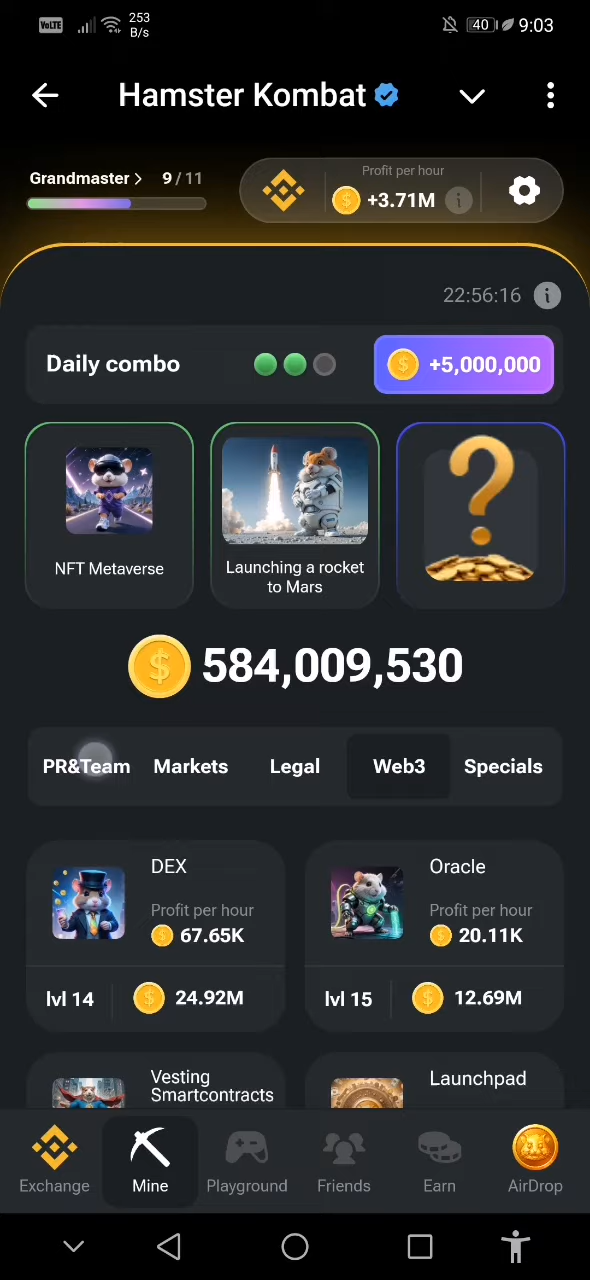 VoLTE 253 B/s 40 9:03
Hamster Kombat
Grandmaster > 9 / 11
Profit per hour
+3.71M
22:56:16
Daily combo +5,000,000
NFT Metaverse
Launching a rocket
to Mars
584,009,530
PR&Team Markets Legal Web3 Specials
DEX
Profit per hour
67.65K
lvl 14 24.92M
Oracle
Profit per hour
20.11K
lvl 15 12.69M
Vesting
Smartcontracts
Launchpad
Exchange Mine Playground Friends Earn AirDrop